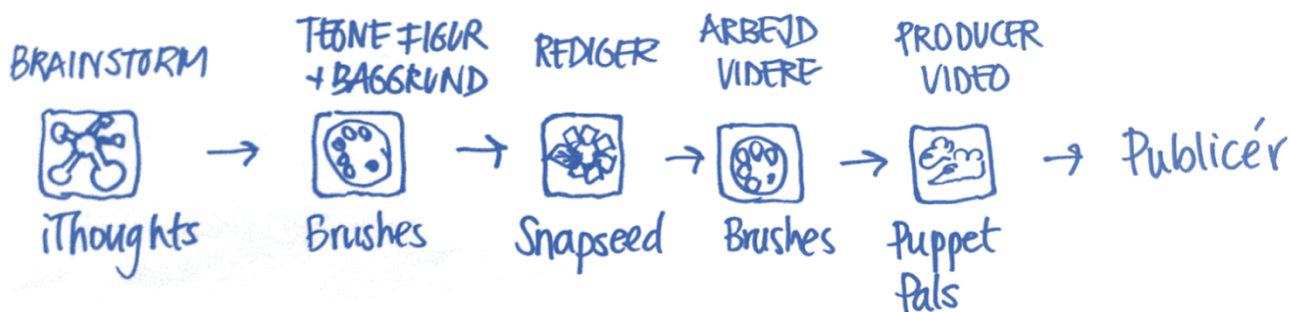 BRAINSTORM
TEGNE FIGUR
+ BAGGRUND
REDIGER
ARBEJD
VIDERE
PRODUCER
VIDEO
iThoughts
Brushes
Snapseed
Brushes
Puppet
Pals
Publicér